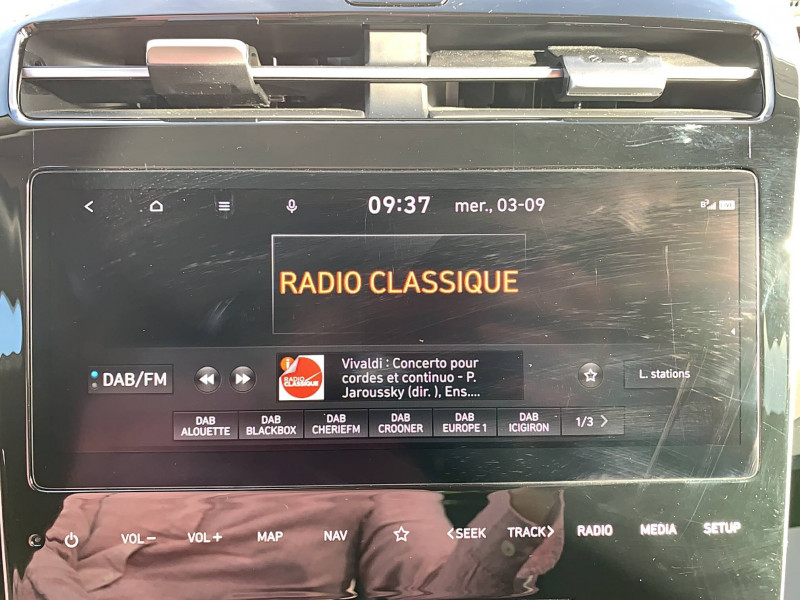 09:37 mer., 03-09
LIVE
RADIO CLASSIQUE
DAB/FM
RADIO
CLASSIQUE
Vivaldi : Concerto pour
cordes et continuo - P.
Jaroussky (dir. ), Ens....
L. stations
DAB
ALOUETTE
DAB
BLACKBOX
DAB
CHERIEFM
DAB
CROONER
DAB
EUROPE 1
DAB
ICIGIRON
1/3 >
VOL− VOL+ MAP NAV <SEEK TRACK> RADIO MEDIA SETUP